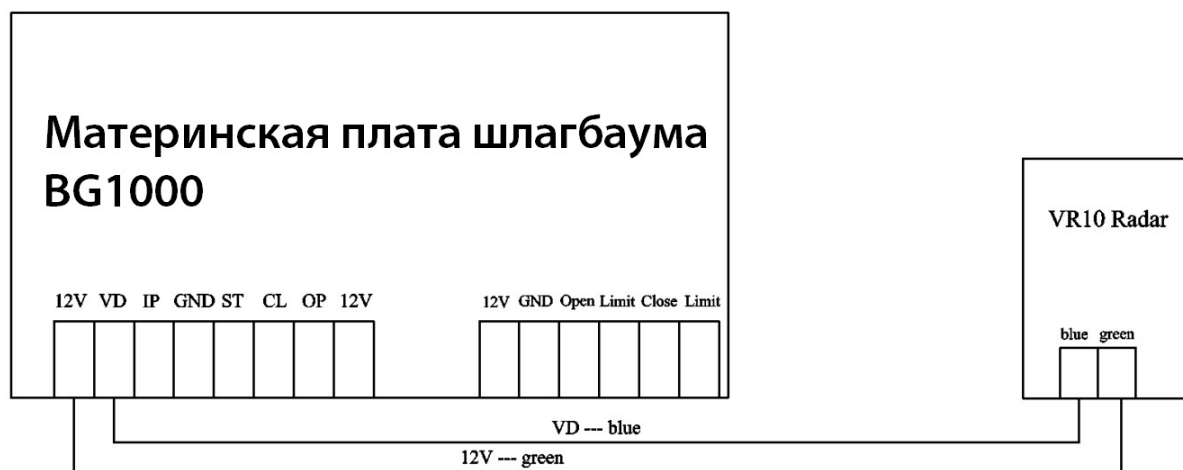 Материнская плата шлагбаума
BG1000
VR10 Radar
12V VD IP GND ST CL OP 12V
12V GND Open Limit Close Limit
blue green
VD --- blue
12V --- green